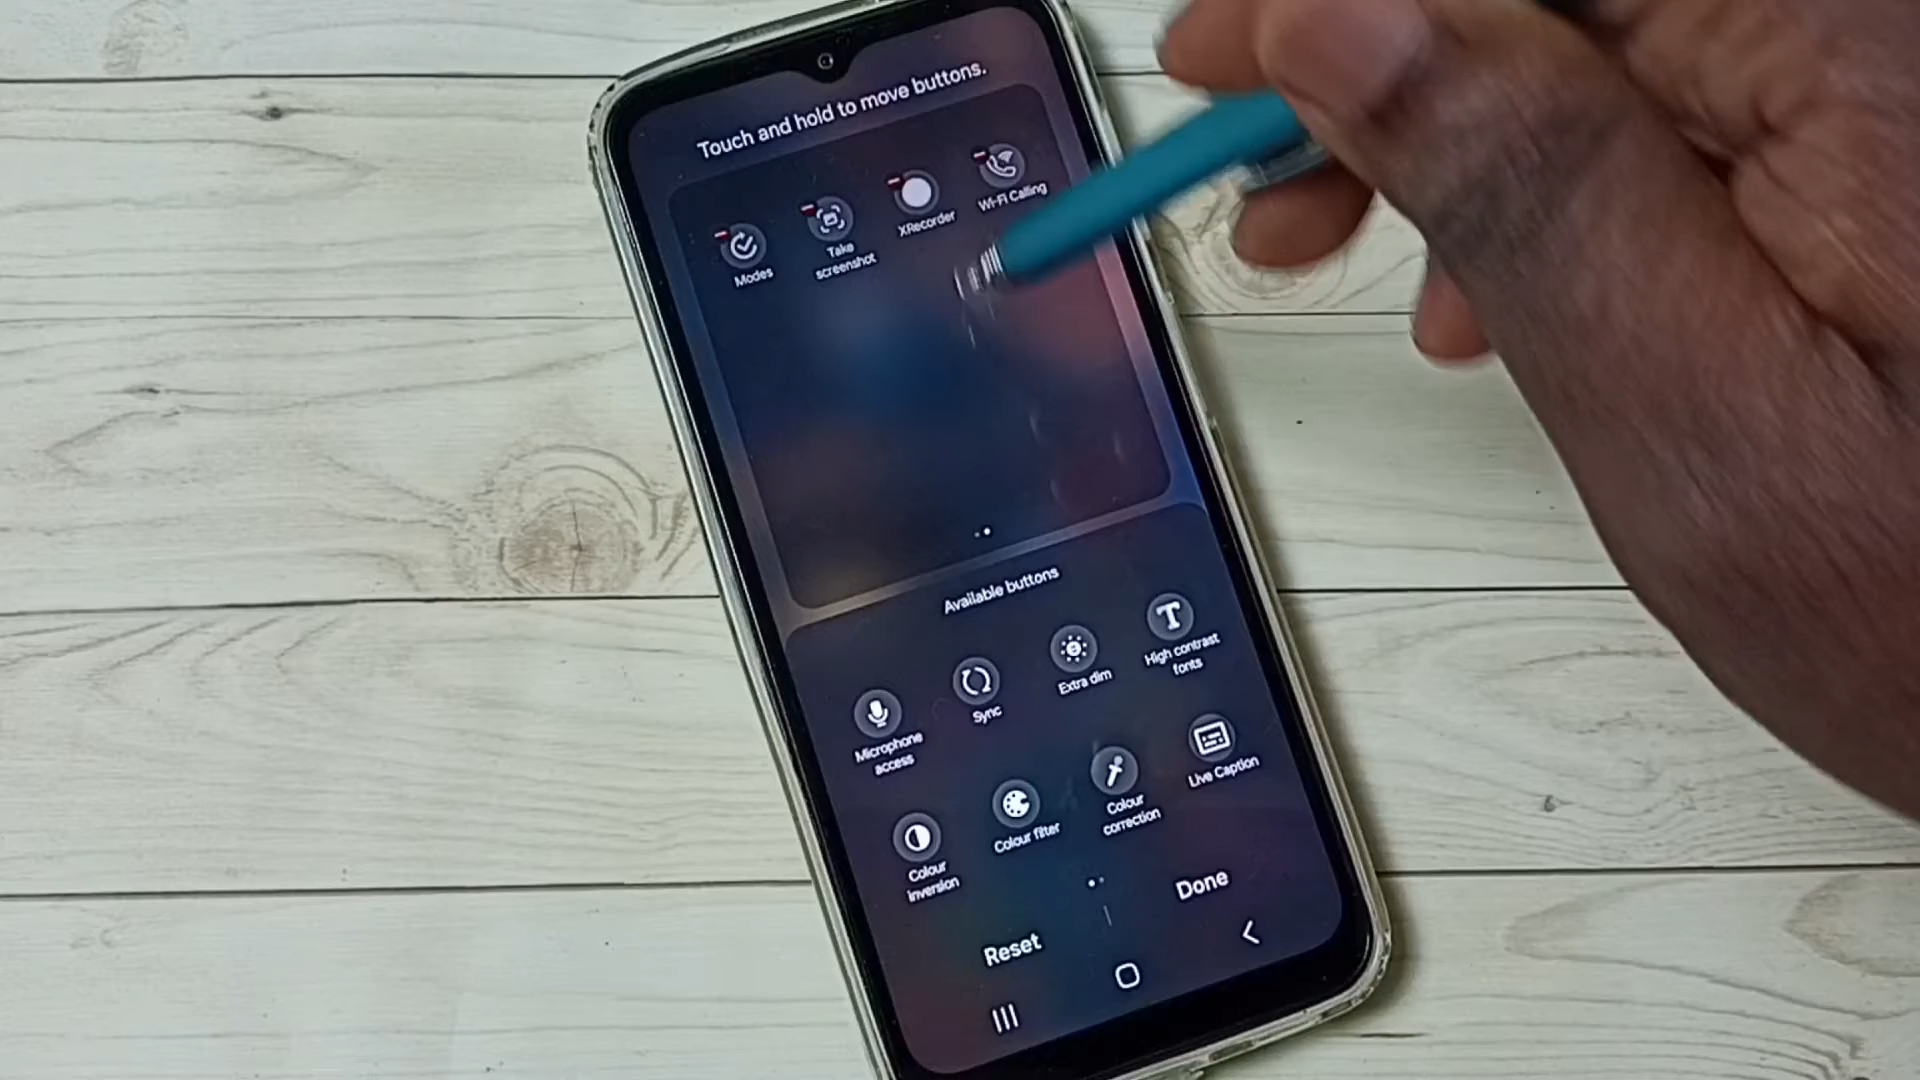 Touch and hold to move buttons.
Modes
Take
screenshot
XRecorder
Wi-Fi Calling
Available buttons
Microphone
access
Sync
Extra dim
High contrast
fonts
Colour
inversion
Colour filter
Colour
correction
Live Caption
Reset
Done